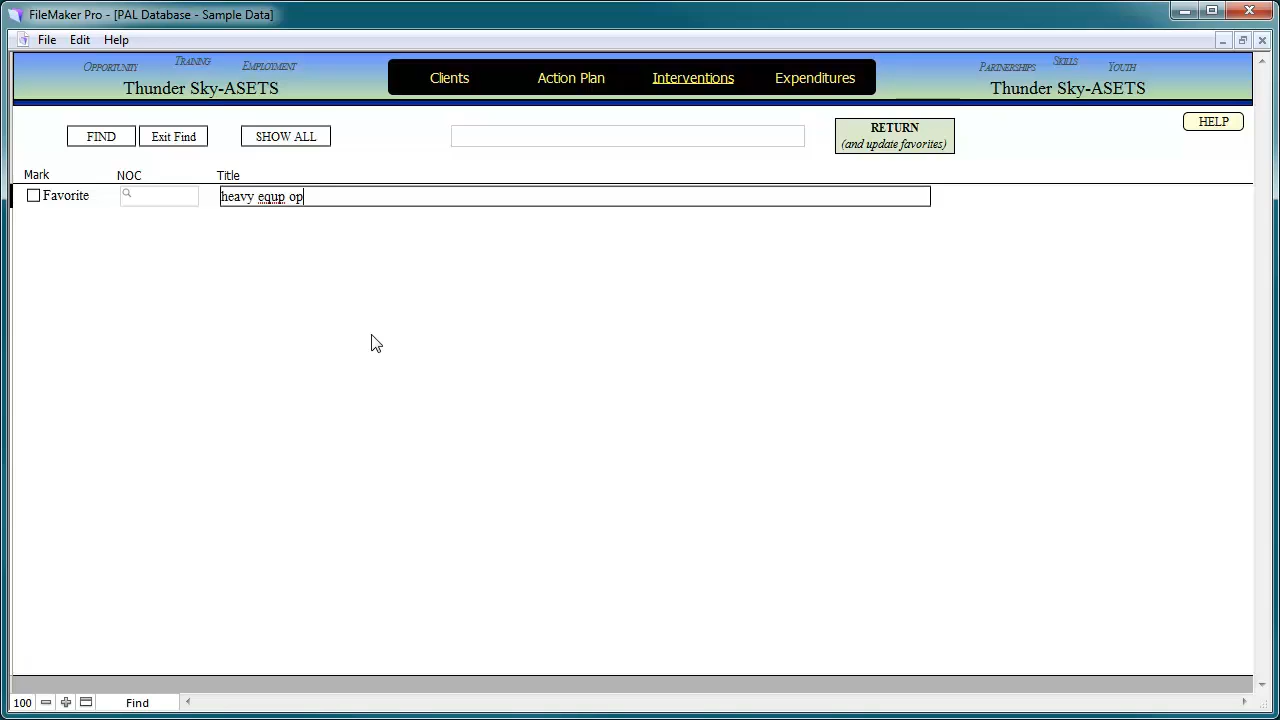 FileMaker Pro - [PAL Database - Sample Data]
File Edit Help
OPPORTUNITY TRAINING EMPLOYMENT
Thunder Sky-ASETS
Clients Action Plan Interventions Expenditures
PARTNERSHIPS SKILLS YOUTH
Thunder Sky-ASETS
FIND Exit Find SHOW ALL
RETURN
(and update favorites)
HELP
Mark NOC Title
Favorite heavy equp op
100 Find